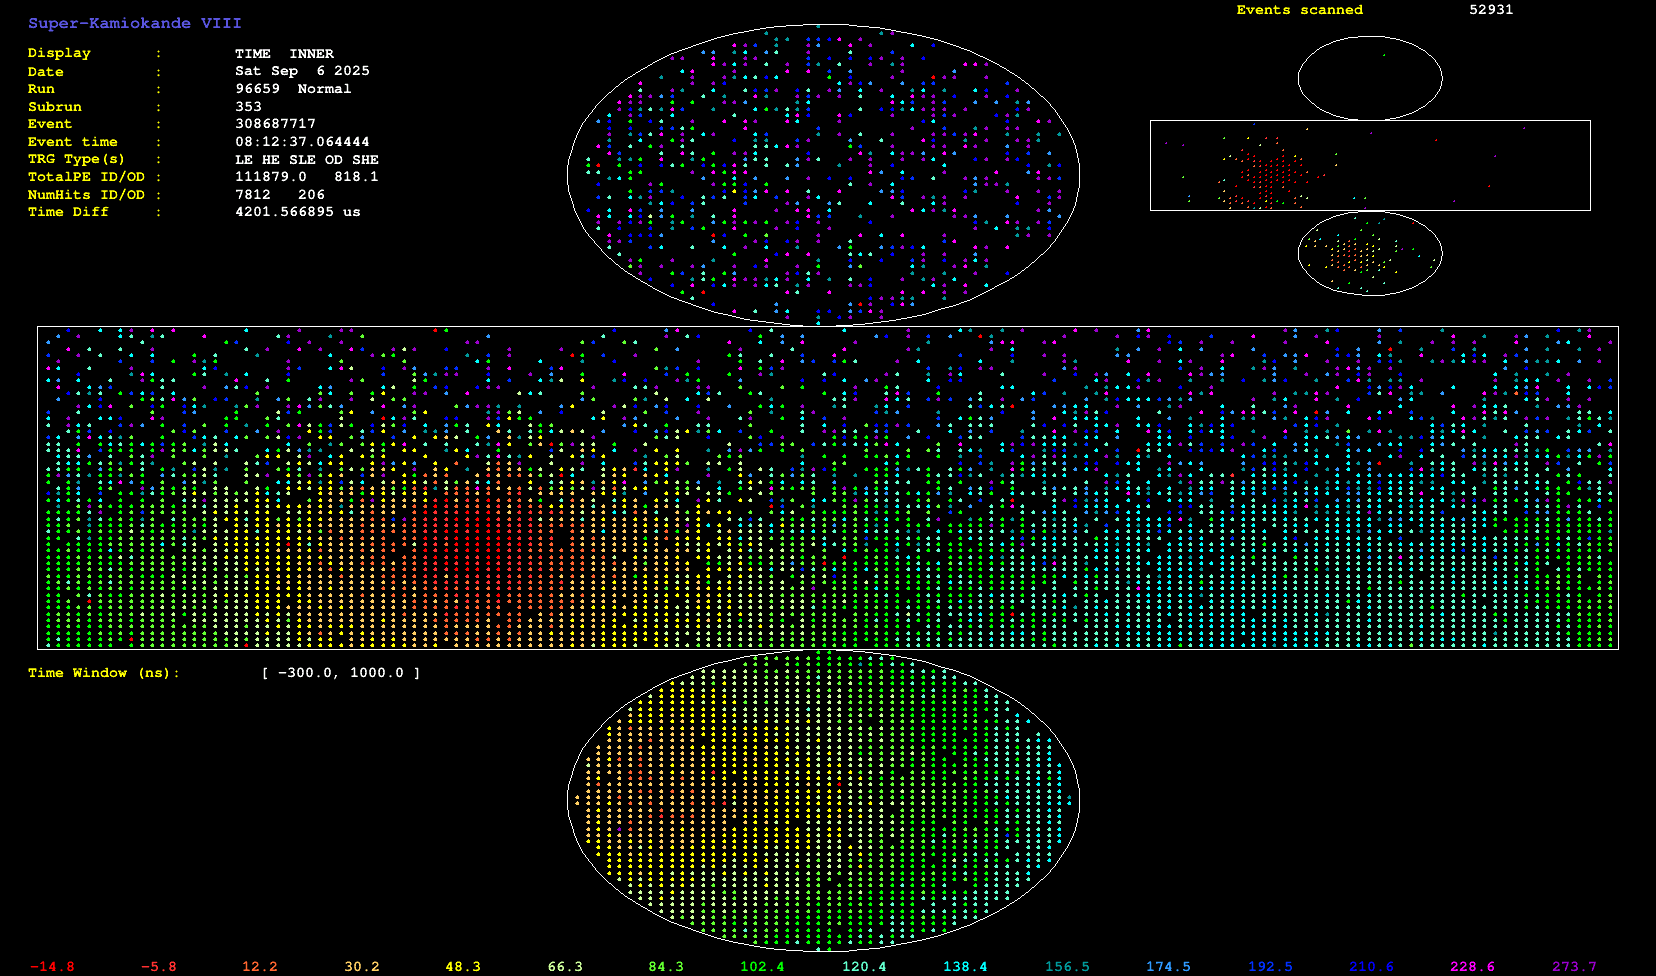 Super-Kamiokande VIII
Events scanned 52931
Display : TIME INNER
Date : Sat Sep 6 2025
Run : 96659 Normal
Subrun : 353
Event : 308687717
Event time : 08:12:37.064444
TRG Type(s) : LE HE SLE OD SHE
TotalPE ID/OD : 111879.0 818.1
NumHits ID/OD : 7812 206
Time Diff : 4201.566895 us
Time Window (ns): [ -300.0, 1000.0 ]
-14.8 -5.8 12.2 30.2 48.3 66.3 84.3 102.4 120.4 138.4 156.5 174.5 192.5 210.6 228.6 273.7